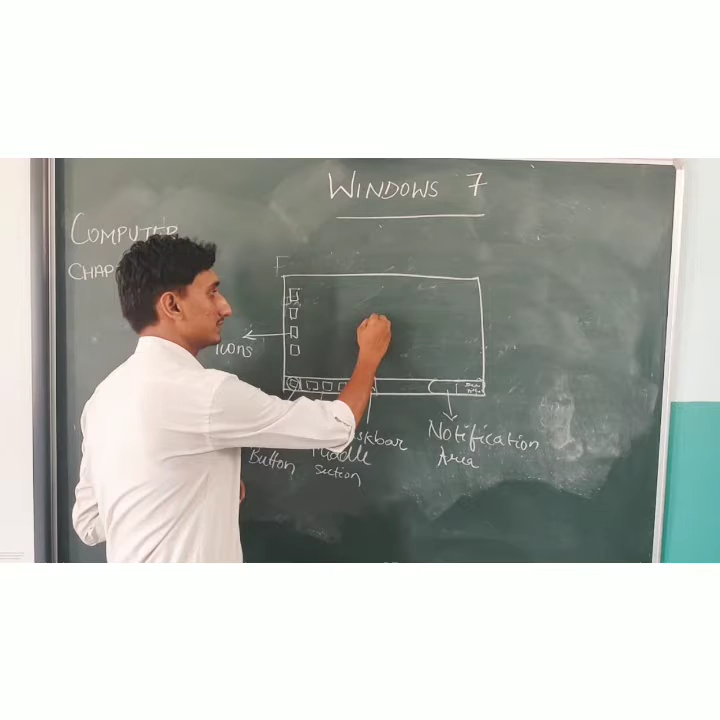 WINDOWS 7
COMPUTER
CHAP
Icons
Taskbar
Button
Middle
Section
Notification
Area